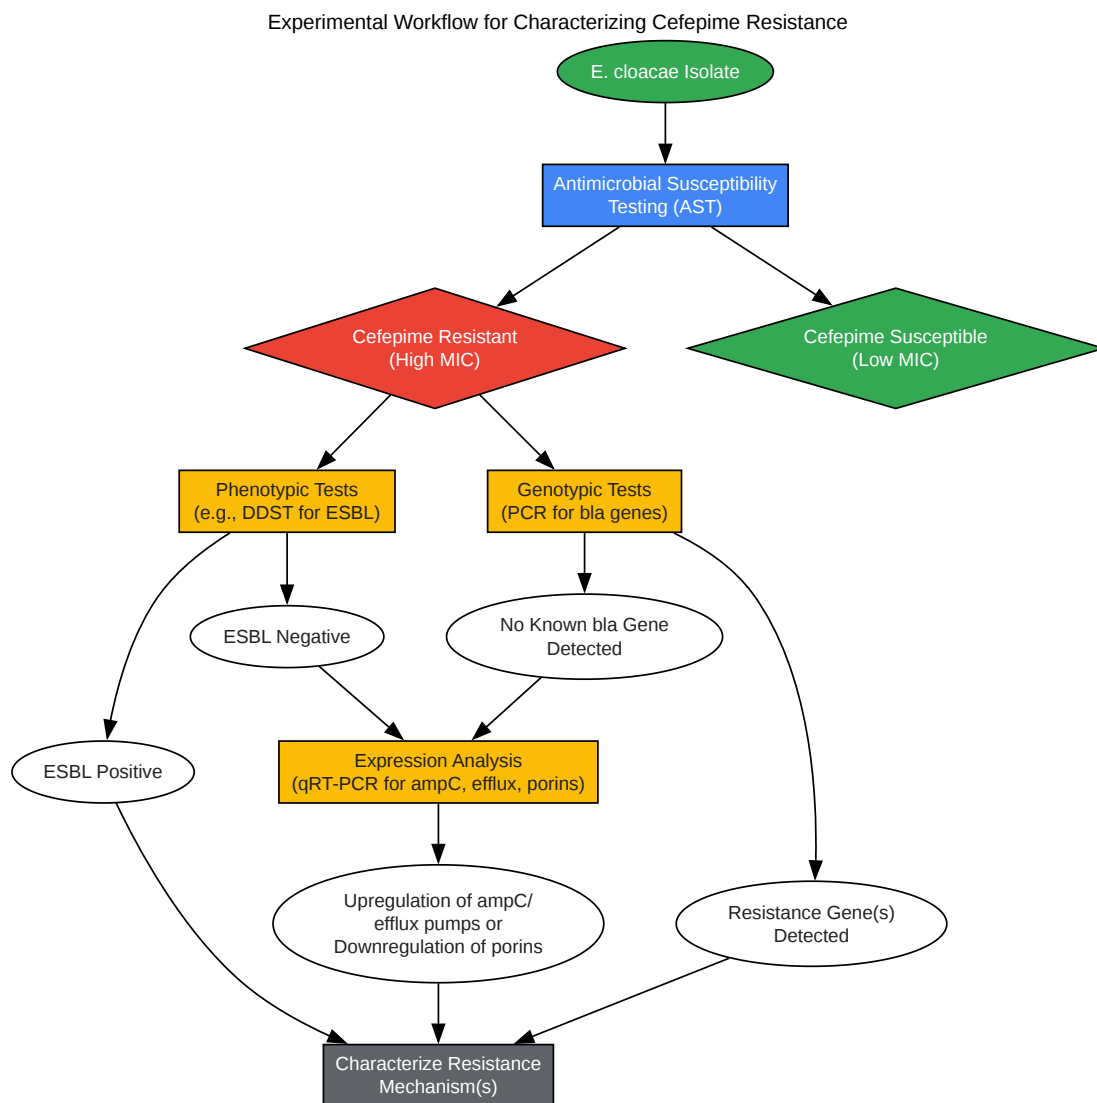 Experimental Workflow for Characterizing Cefepime Resistance
E. cloacae Isolate
Antimicrobial Susceptibility
Testing (AST)
Cefepime Resistant
(High MIC)
Cefepime Susceptible
(Low MIC)
Phenotypic Tests
(e.g., DDST for ESBL)
Genotypic Tests
(PCR for bla genes)
ESBL Negative
No Known bla Gene
Detected
ESBL Positive
Expression Analysis
(qRT-PCR for ampC, efflux, porins)
Upregulation of ampC/
efflux pumps or
Downregulation of porins
Resistance Gene(s)
Detected
Characterize Resistance
Mechanism(s)